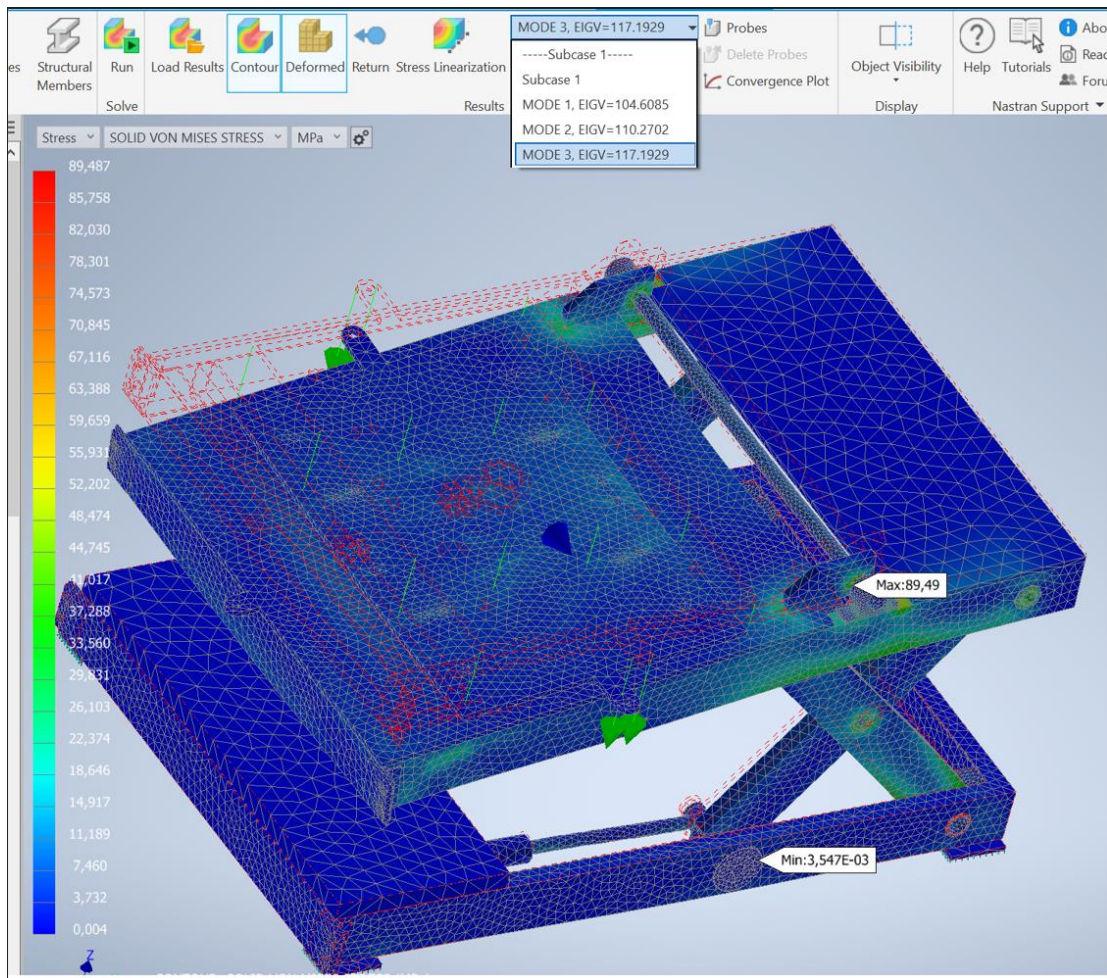 MODE 3, EIGV=117.1929
Probes
-----Subcase 1-----
Delete Probes
Subcase 1
Convergence Plot
MODE 1, EIGV=104.6085
MODE 2, EIGV=110.2702
MODE 3, EIGV=117.1929
es
Structural
Members
Run
Load Results
Contour
Deformed
Return
Stress Linearization
Object Visibility
Help
Tutorials
Abo
Read
Foru
Solve
Results
Display
Nastran Support
Stress
SOLID VON MISES STRESS
MPa
89,487
85,758
82,030
78,301
74,573
70,845
67,116
63,388
59,659
55,931
52,202
48,474
44,745
41,017
37,288
33,560
29,831
26,103
22,374
18,646
14,917
11,189
7,460
3,732
0,004
Max:89,49
Min:3,547E-03
Z